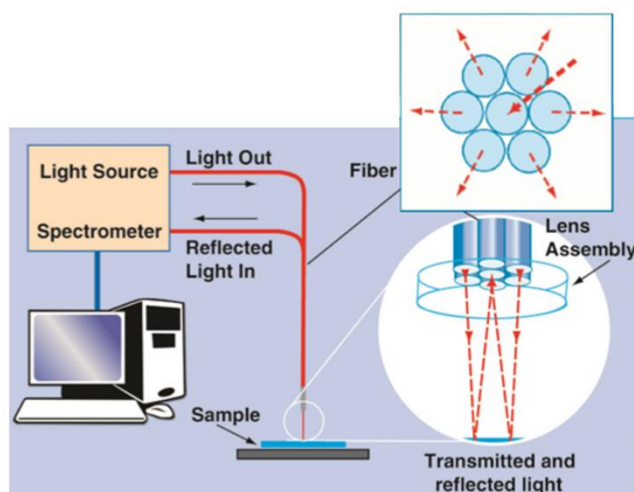 Light Source
Light Out
Fiber
Spectrometer
Reflected
Light In
Lens
Assembly
Sample
Transmitted and
reflected light